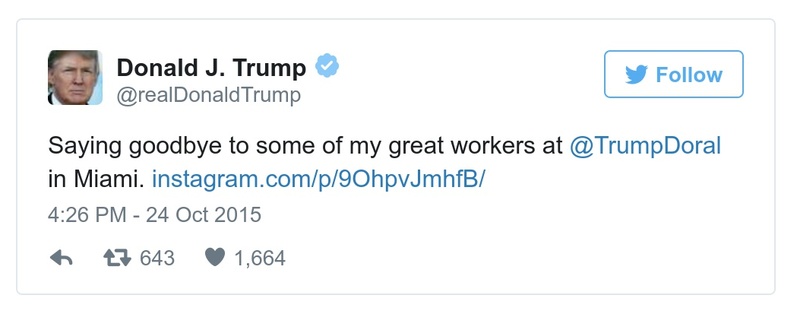 Donald J. Trump
@realDonaldTrump
Follow
Saying goodbye to some of my great workers at @TrumpDoral
in Miami. instagram.com/p/9OhpvJmhfB/
4:26 PM - 24 Oct 2015
643 1,664